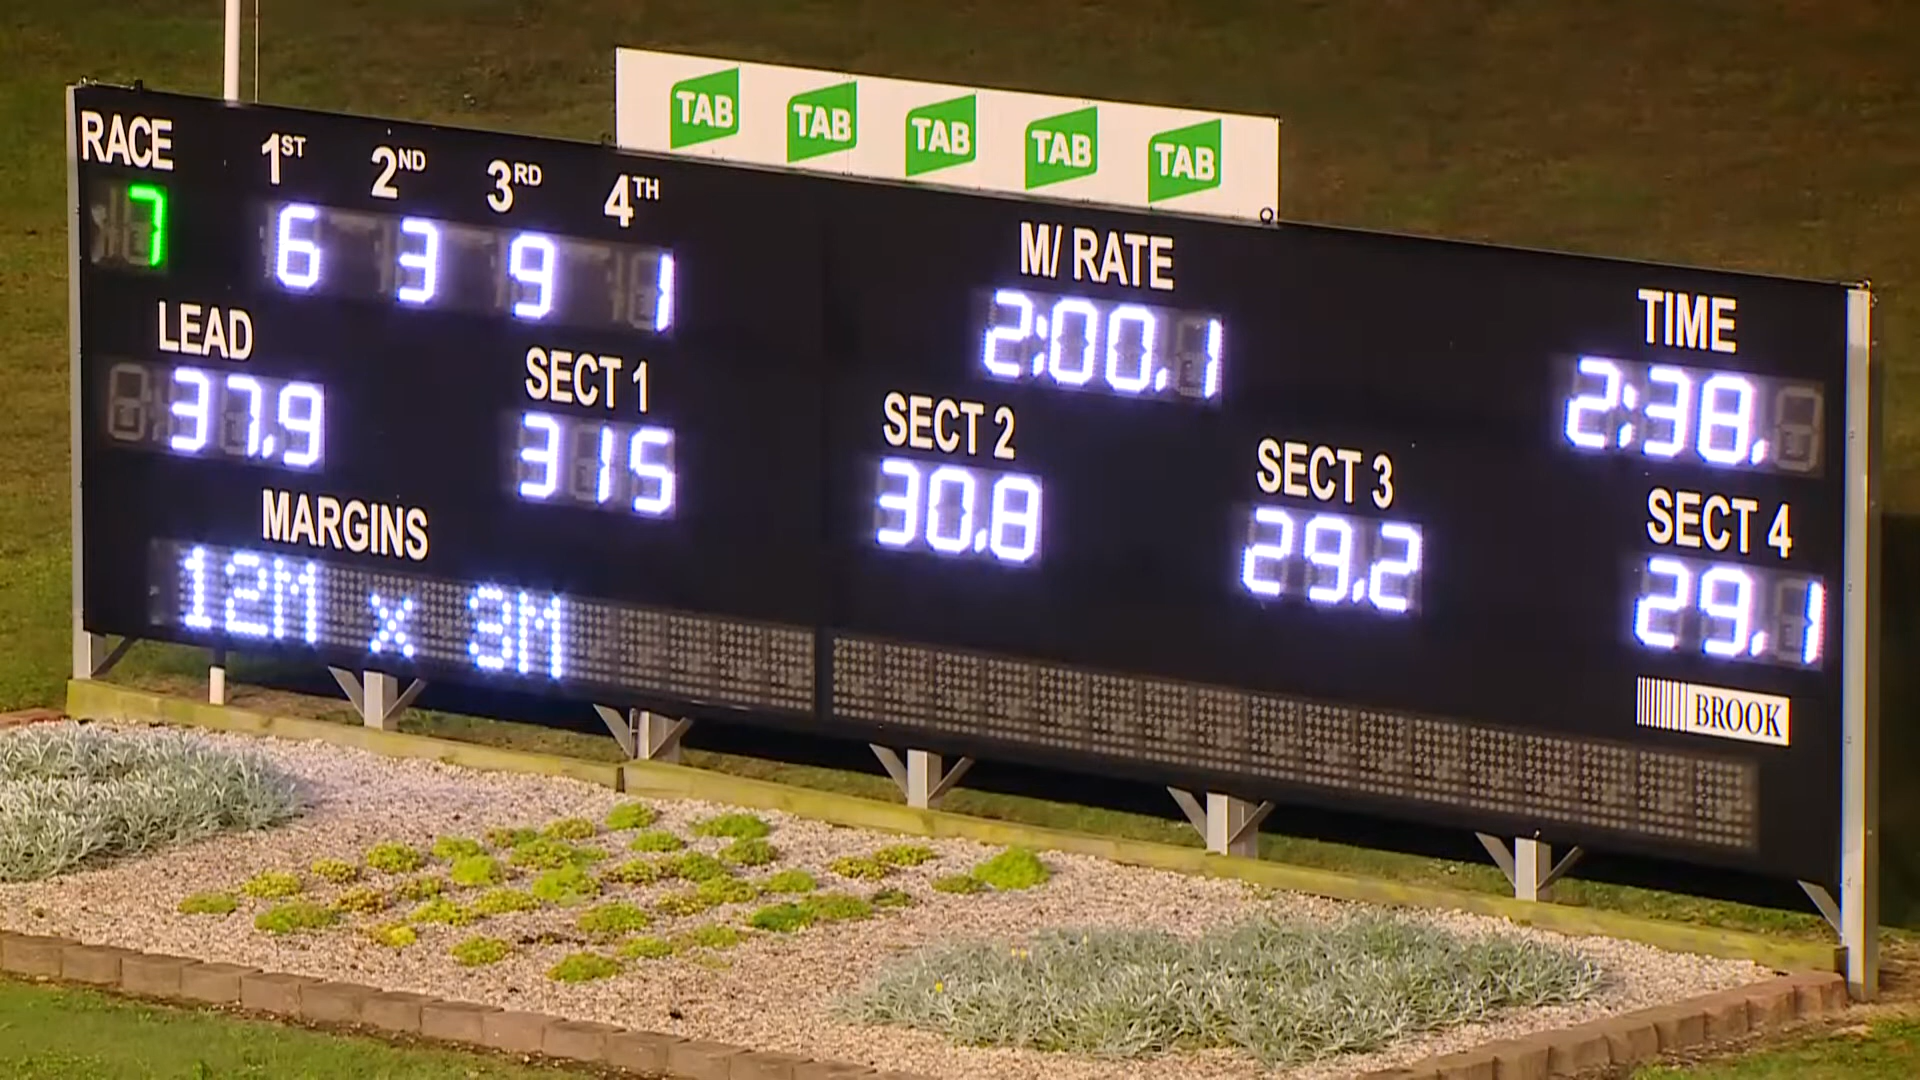 TAB TAB TAB TAB TAB
RACE 1ST 2ND 3RD 4TH
7 6 3 9 1
M/ RATE
2:00.1
TIME
2:38.
LEAD
37.9
SECT 1
315
SECT 2
30.8
SECT 3
29.2
SECT 4
29.1
MARGINS
12M x 3M
BROOK